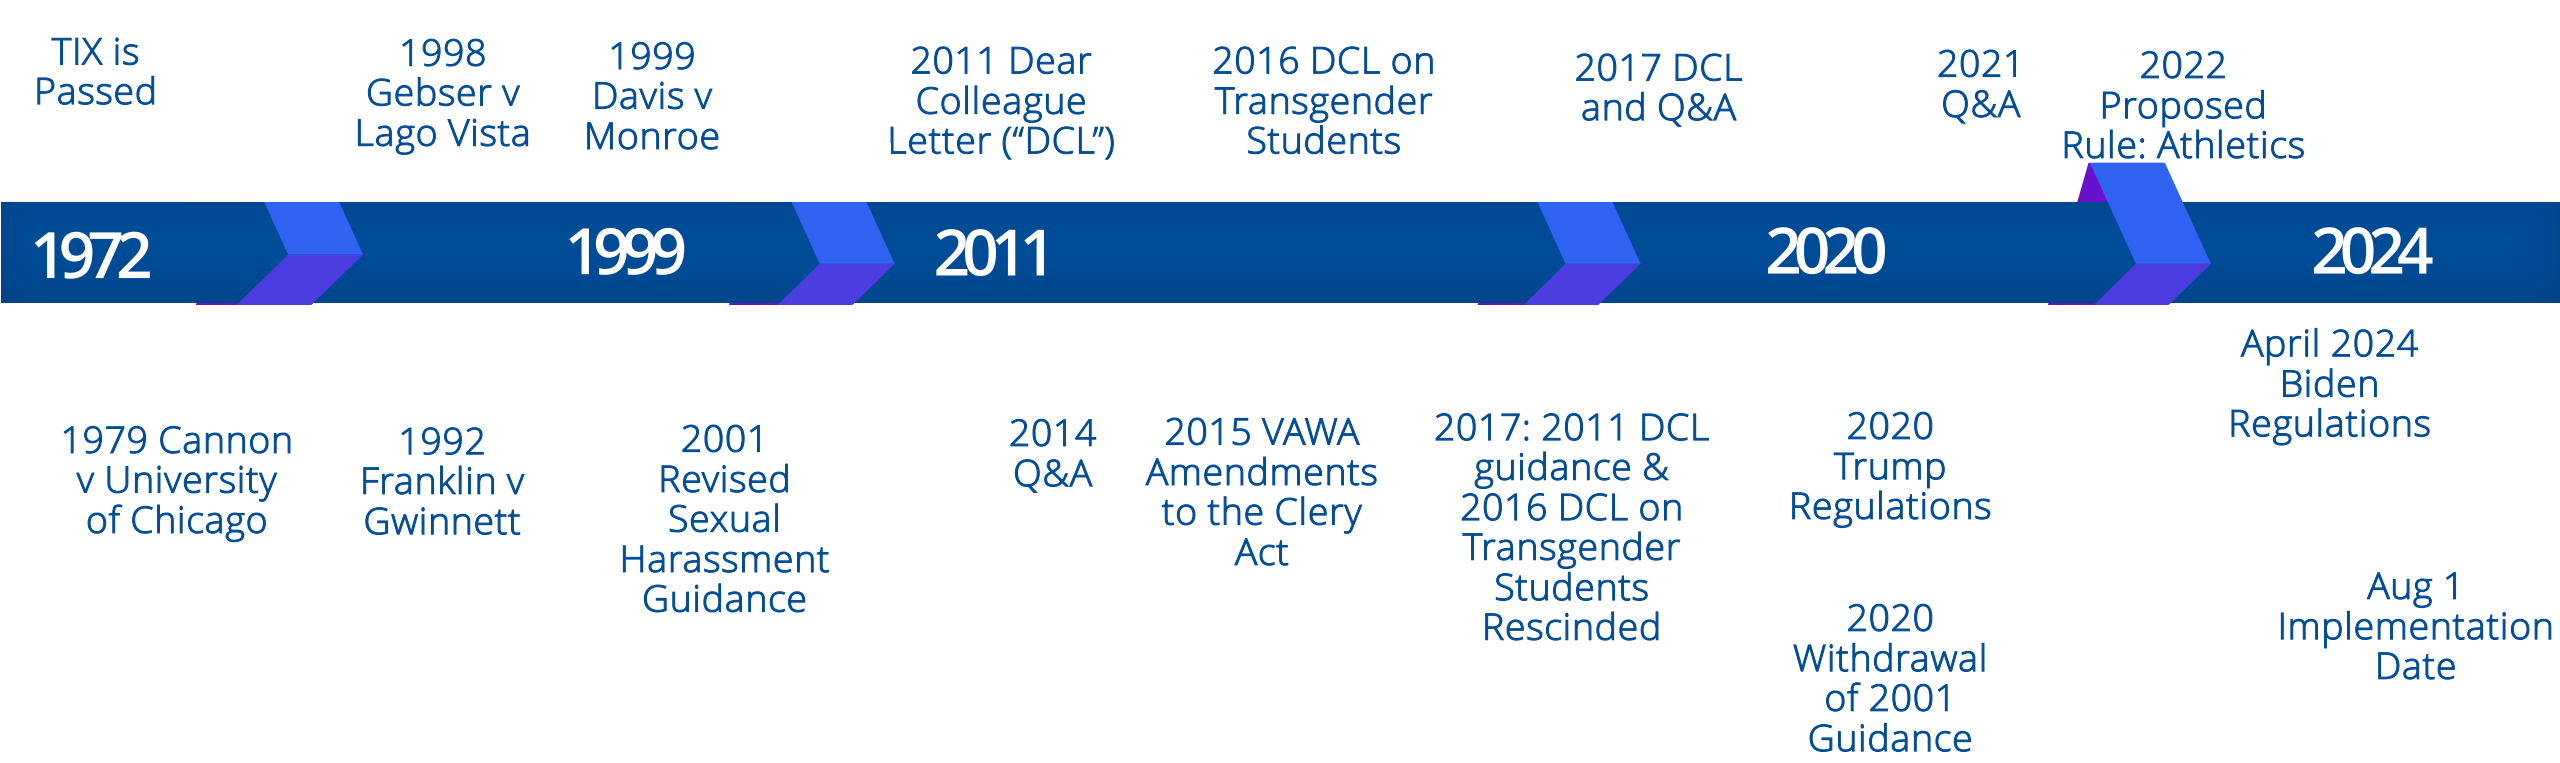 TIX is
Passed
1998
Gebser v
Lago Vista
1999
Davis v
Monroe
2011 Dear
Colleague
Letter (“DCL”)
2016 DCL on
Transgender
Students
2017 DCL
and Q&A
2021
Q&A
2022
Proposed
Rule: Athletics
1972
1999
2011
2020
2024
1979 Cannon
v University
of Chicago
1992
Franklin v
Gwinnett
2001
Revised
Sexual
Harassment
Guidance
2014
Q&A
2015 VAWA
Amendments
to the Clery
Act
2017: 2011 DCL
guidance &
2016 DCL on
Transgender
Students
Rescinded
2020
Trump
Regulations
2020
Withdrawal
of 2001
Guidance
April 2024
Biden
Regulations
Aug 1
Implementation
Date